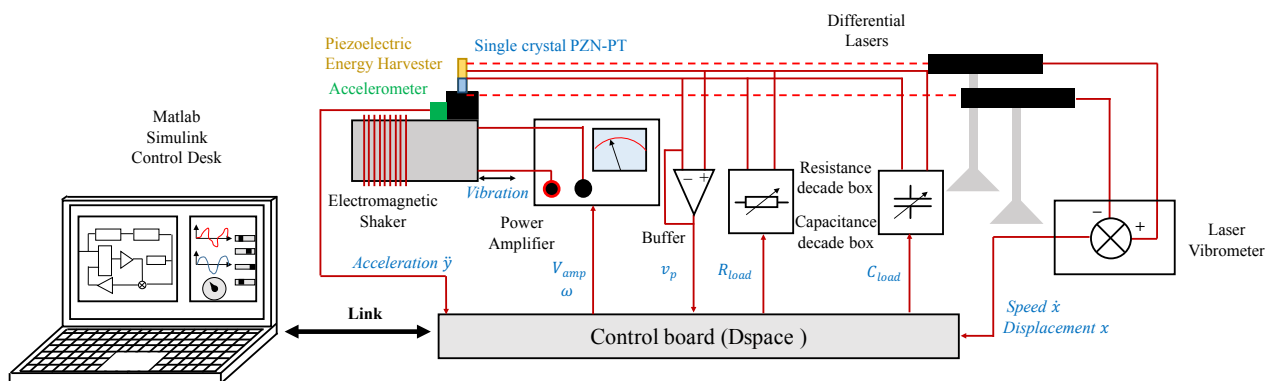 Differential
Lasers
Piezoelectric
Energy Harvester
Single crystal PZN-PT
Accelerometer
Matlab
Simulink
Control Desk
Vibration
Electromagnetic
Shaker
Power
Amplifier
− +
Buffer
Resistance
decade box
Capacitance
decade box
−
+
Laser
Vibrometer
Acceleration ÿ
V_amp
ω
v_p
R_load
C_load
Speed ẋ
Displacement x
Link
Control board (Dspace )